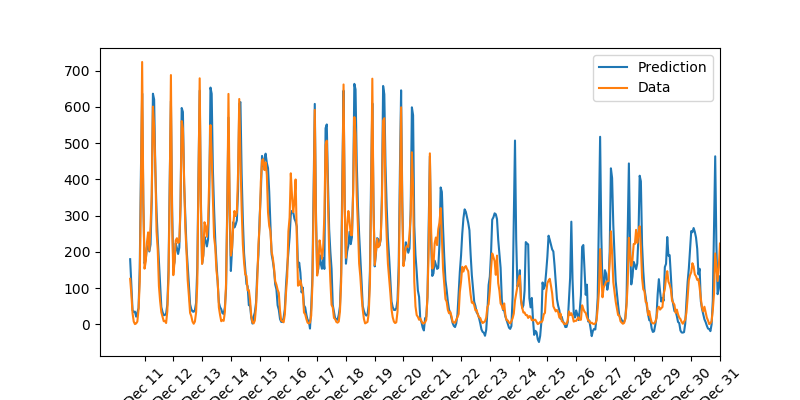 Prediction
Data
700
600
500
400
300
200
100
0
Dec 11
Dec 12
Dec 13
Dec 14
Dec 15
Dec 16
Dec 17
Dec 18
Dec 19
Dec 20
Dec 21
Dec 22
Dec 23
Dec 24
Dec 25
Dec 26
Dec 27
Dec 28
Dec 29
Dec 30
Dec 31